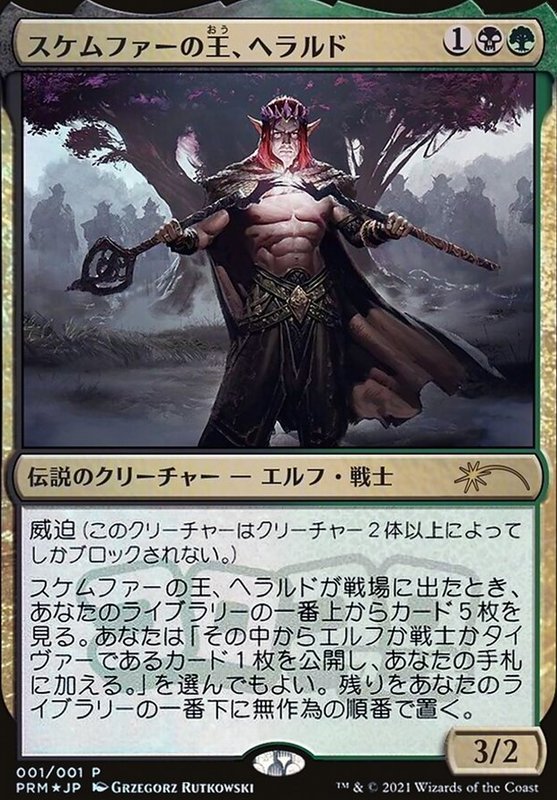 スケムファーの王、ヘラルド
おう
1
伝説のクリーチャー — エルフ・戦士
威迫（このクリーチャーはクリーチャー２体以上によって
しかブロックされない。）
スケムファーの王、ヘラルドが戦場に出たとき、
あなたのライブラリーの一番上からカード５枚を
見る。あなたは「その中からエルフか戦士かタイ
ヴァーであるカード１枚を公開し、あなたの手札
に加える。」を選んでもよい。残りをあなたのラ
イブラリーの一番下に無作為の順番で置く。
3/2
001/001 P
PRM★JP Grzegorz Rutkowski
™ & © 2021 Wizards of the Coast